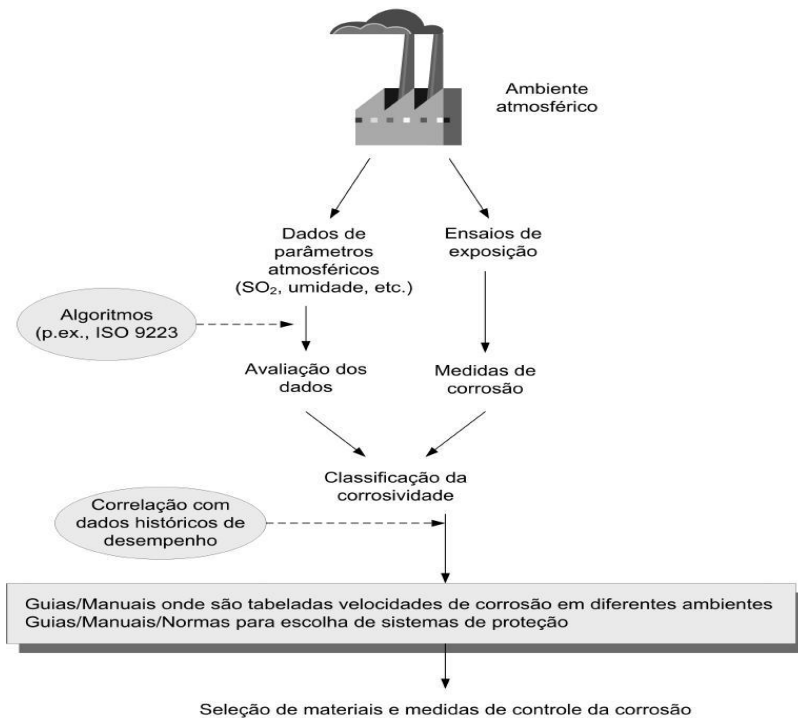 Ambiente
atmosférico
Dados de
parâmetros
atmosféricos
(SO₂, umidade, etc.)
Ensaios de
exposição
Algoritmos
(p.ex., ISO 9223
Avaliação dos
dados
Medidas de
corrosão
Classificação da
corrosividade
Correlação com
dados históricos de
desempenho
Guias/Manuais onde são tabeladas velocidades de corrosão em diferentes ambientes
Guias/Manuais/Normas para escolha de sistemas de proteção
Seleção de materiais e medidas de controle da corrosão